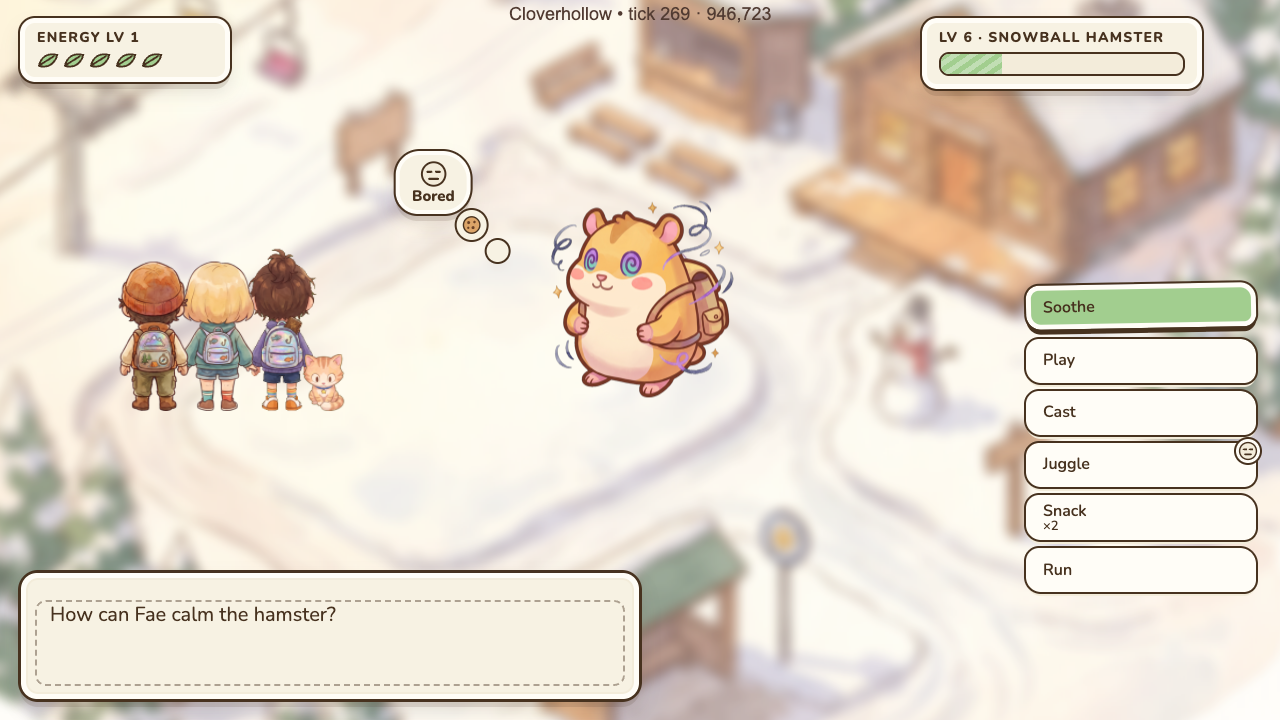 Cloverhollow • tick 269 · 946,723
ENERGY LV 1
LV 6 · SNOWBALL HAMSTER
Bored
Soothe
Play
Cast
Juggle
Snack
×2
Run
How can Fae calm the hamster?